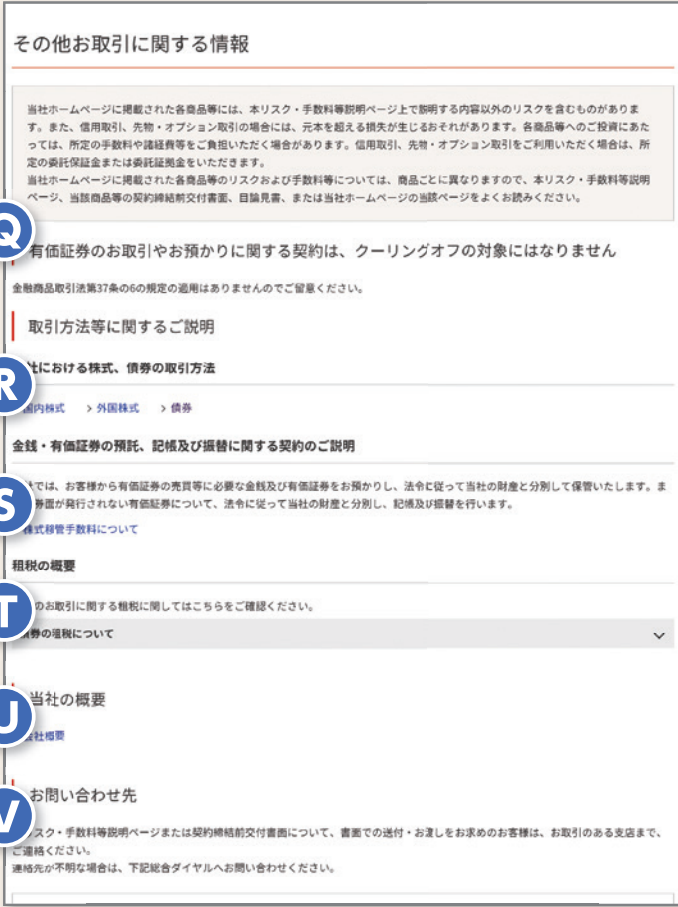 その他お取引に関する情報
当社ホームページに掲載された各商品等には、本リスク・手数料等説明ページ上で説明する内容以外のリスクを含むものがありま
す。また、信用取引、先物・オプション取引の場合には、元本を超える損失が生じるおそれがあります。各商品等へのご投資にあた
っては、所定の手数料や諸経費等をご負担いただく場合があります。信用取引、先物・オプション取引をご利用いただく場合は、所
定の委託保証金または委託証拠金をいただきます。
当社ホームページに掲載された各商品等のリスクおよび手数料等については、商品ごとに異なりますので、本リスク・手数料等説明
ページ、当該商品等の契約締結前交付書面、目論見書、または当社ホームページの当該ページをよくお読みください。
Q
有価証券のお取引やお預かりに関する契約は、クーリングオフの対象にはなりません
金融商品取引法第37条の6の規定の適用はありませんのでご留意ください。
取引方法等に関するご説明
R
社における株式、債券の取引方法
国内株式 > 外国株式 > 債券
金銭・有価証券の預託、記帳及び振替に関する契約のご説明
S
では、お客様から有価証券の売買等に必要な金銭及び有価証券をお預かりし、法令に従って当社の財産と分別して保管いたします。ま
券面が発行されない有価証券について、法令に従って当社の財産と分別し、記帳及び振替を行います。
株式移管手数料について
租税の概要
T
のお取引に関する租税に関してはこちらをご確認ください。
券の租税について
U
当社の概要
会社概要
お問い合わせ先
V
スク・手数料等説明ページまたは契約締結前交付書面について、書面での送付・お渡しをお求めのお客様は、お取引のある支店まで、
ご連絡ください。
連絡先が不明な場合は、下記総合ダイヤルへお問い合わせください。